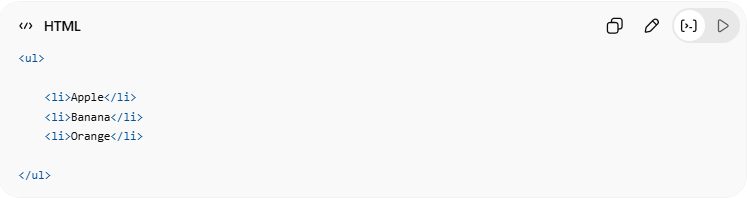 HTML
<ul>
<li>Apple</li>
<li>Banana</li>
<li>Orange</li>
</ul>